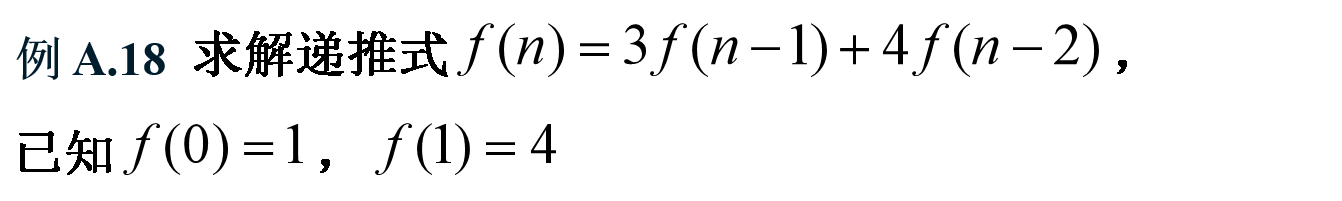 例 A.18 求解递推式 f(n) = 3f(n−1) + 4f(n−2)，
已知 f(0) = 1， f(1) = 4